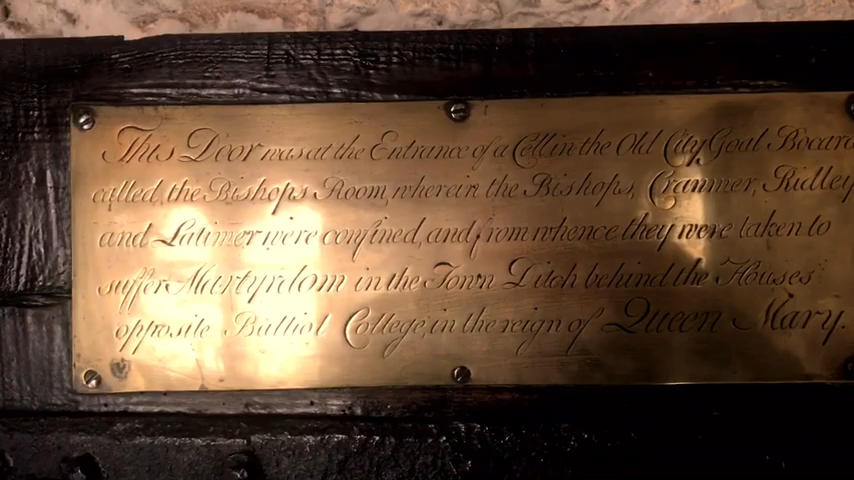 This Door was at the Entrance of a Cell in the Old City Goal Bocard
called, the Bishops Room, wherein the Bishops, Cranmer, Ridley
and Latimer were confined, and from whence they were taken to
suffer Martyrdom in the Town Ditch behind the Houses
opposite Balliol College, in the reign of Queen Mary.